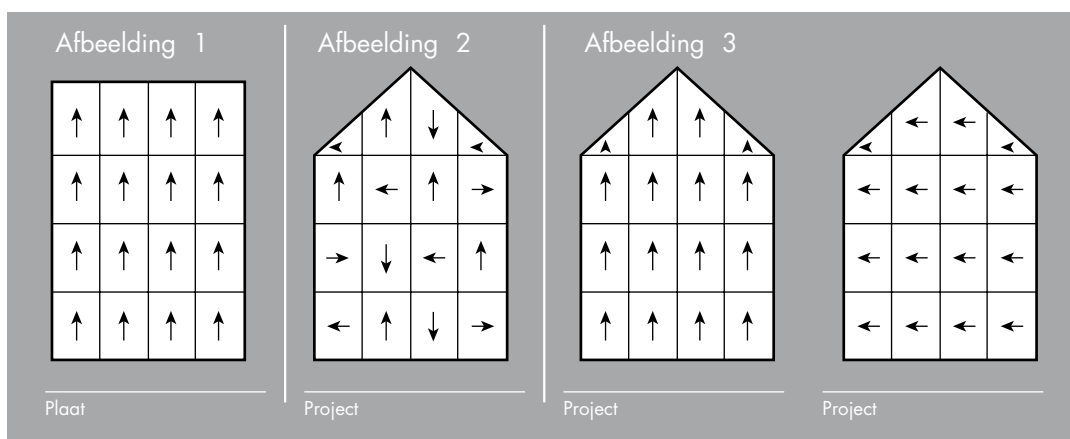 Afbeelding 1
Afbeelding 2
Afbeelding 3
Plaat
Project
Project
Project